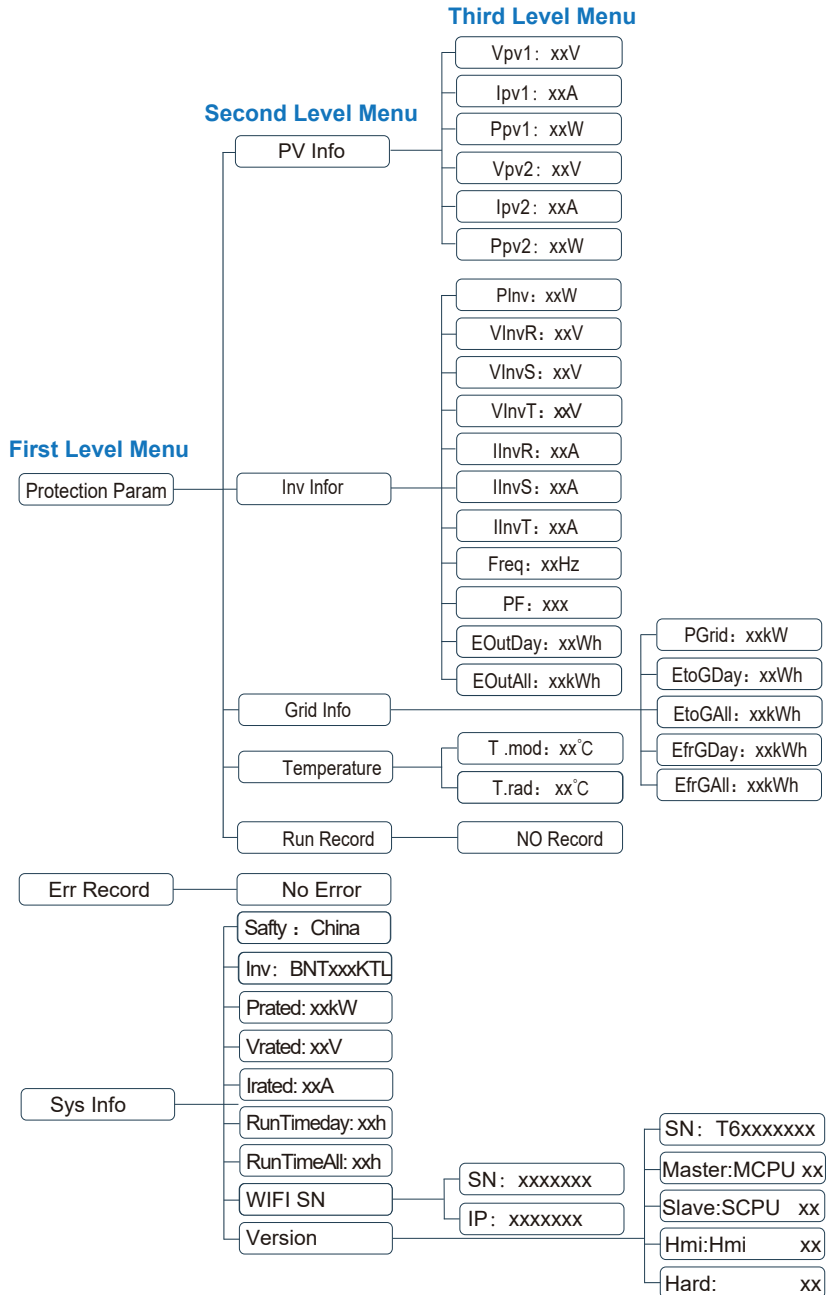 Third Level Menu
Vpv1：xxV
Ipv1：xxA
Second Level Menu
Ppv1：xxW
PV Info
Vpv2：xxV
Ipv2：xxA
Ppv2：xxW
PInv：xxW
VInvR：xxV
VInvS：xxV
VInvT：xxV
First Level Menu
IInvR：xxA
Protection Param
Inv Infor
IInvS：xxA
IInvT：xxA
Freq：xxHz
PF：xxx
EOutDay：xxWh
EOutAll：xxkWh
PGrid：xxkW
EtoGDay：xxWh
Grid Info
EtoGAll：xxkWh
EfrGDay：xxkWh
EfrGAll：xxkWh
Temperature
T .mod：xx°C
T.rad：xx°C
Run Record
NO Record
Err Record
No Error
Safty：China
Inv：BNTxxxKTL
Prated: xxkW
Vrated: xxV
Irated: xxA
Sys Info
RunTimeday: xxh
RunTimeAll: xxh
WIFI SN
SN：xxxxxxx
IP：xxxxxxx
Version
SN：T6xxxxxxx
Master:MCPU xx
Slave:SCPU xx
Hmi:Hmi xx
Hard: xx